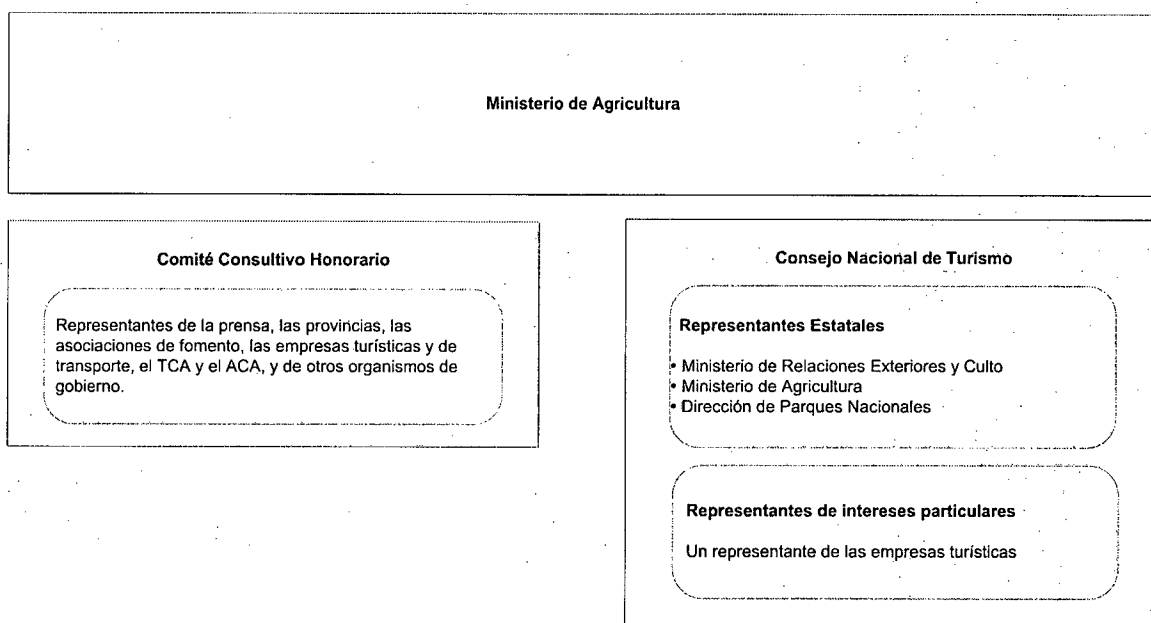 Ministerio de Agricultura
Comité Consultivo Honorario
Representantes de la prensa, las provincias, las
asociaciones de fomento, las empresas turísticas y de
transporte, el TCA y el ACA, y de otros organismos de
gobierno.
Consejo Nacional de Turismo
Representantes Estatales
• Ministerio de Relaciones Exteriores y Culto
• Ministerio de Agricultura
• Dirección de Parques Nacionales
Representantes de intereses particulares
Un representante de las empresas turísticas